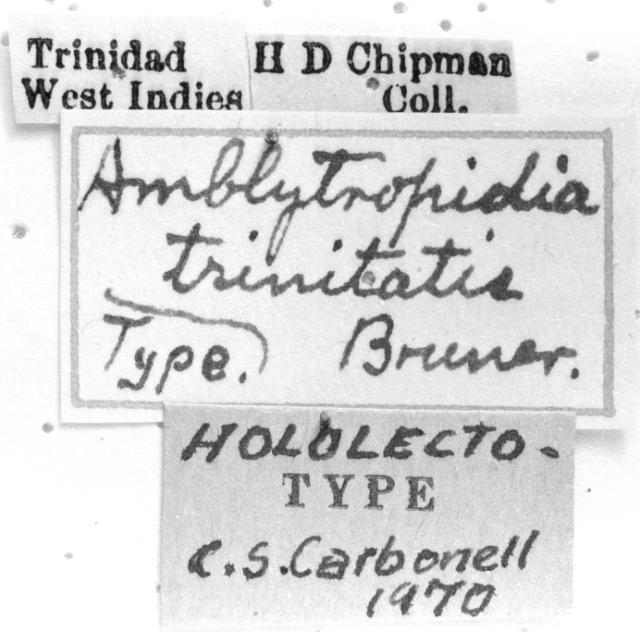 Trinidad
West Indies
H D Chipman
Coll.
Amblytropidia
trinitatis
Type. Bruner.
HOLOLECTO-
TYPE
C.S. Carbonell
1970